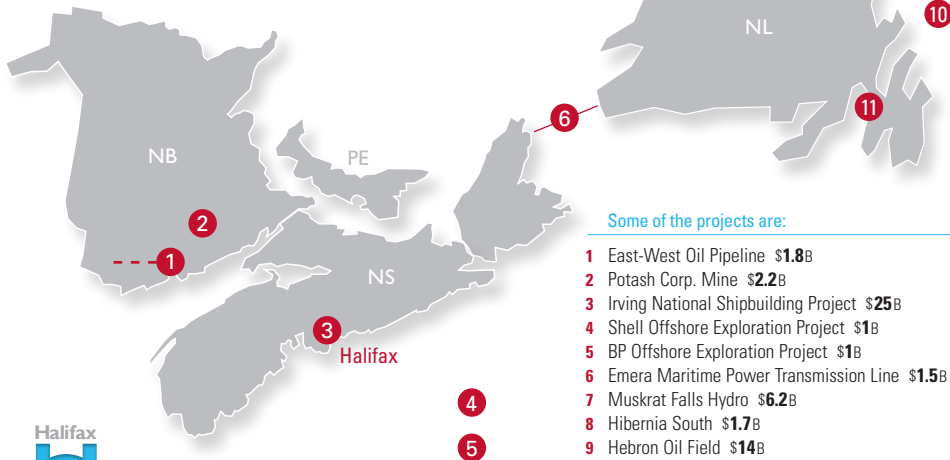 NL
10
11
6
NB
PE
2
1
NS
3
Halifax
4
5
Halifax
Some of the projects are:
1 East-West Oil Pipeline $1.8B
2 Potash Corp. Mine $2.2B
3 Irving National Shipbuilding Project $25B
4 Shell Offshore Exploration Project $1B
5 BP Offshore Exploration Project $1B
6 Emera Maritime Power Transmission Line $1.5B
7 Muskrat Falls Hydro $6.2B
8 Hibernia South $1.7B
9 Hebron Oil Field $14B